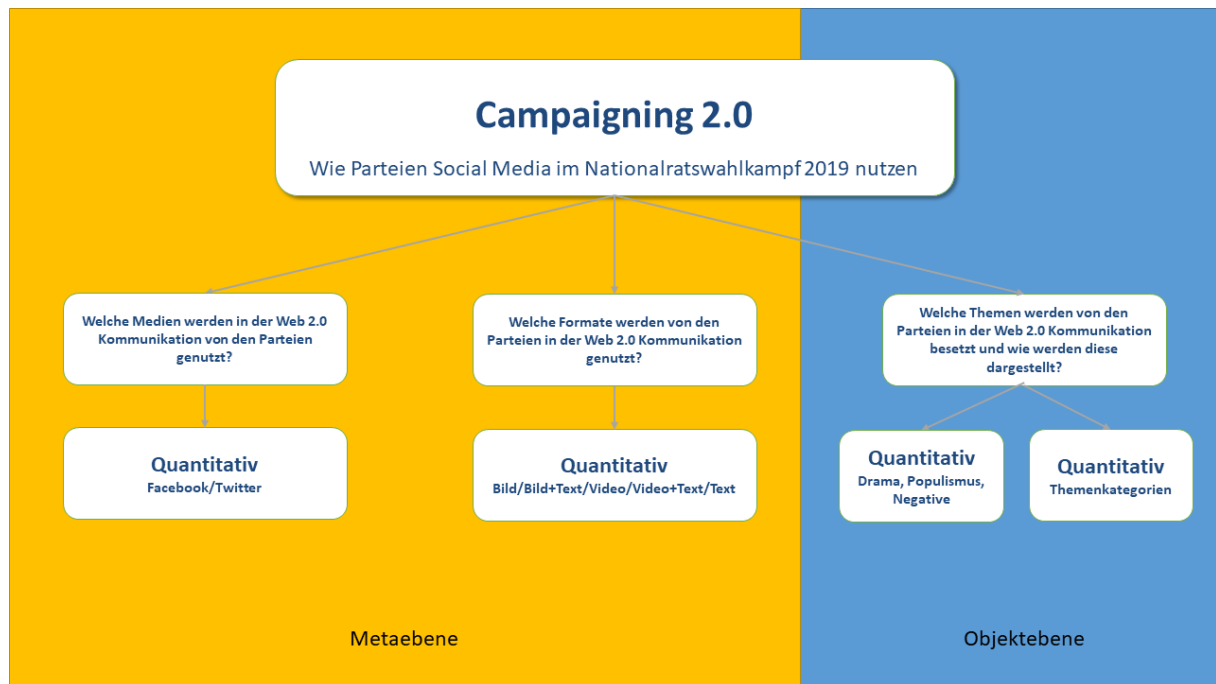 Campaigning 2.0
Wie Parteien Social Media im Nationalratswahlkampf 2019 nutzen
Welche Medien werden in der Web 2.0
Kommunikation von den Parteien
genutzt?
Welche Formate werden von den
Parteien in der Web 2.0 Kommunikation
genutzt?
Welche Themen werden von den
Parteien in der Web 2.0 Kommunikation
besetzt und wie werden diese
dargestellt?
Quantitativ
Facebook/Twitter
Quantitativ
Bild/Bild+Text/Video/Video+Text/Text
Quantitativ
Drama, Populismus,
Negative
Quantitativ
Themenkategorien
Metaebene
Objektebene